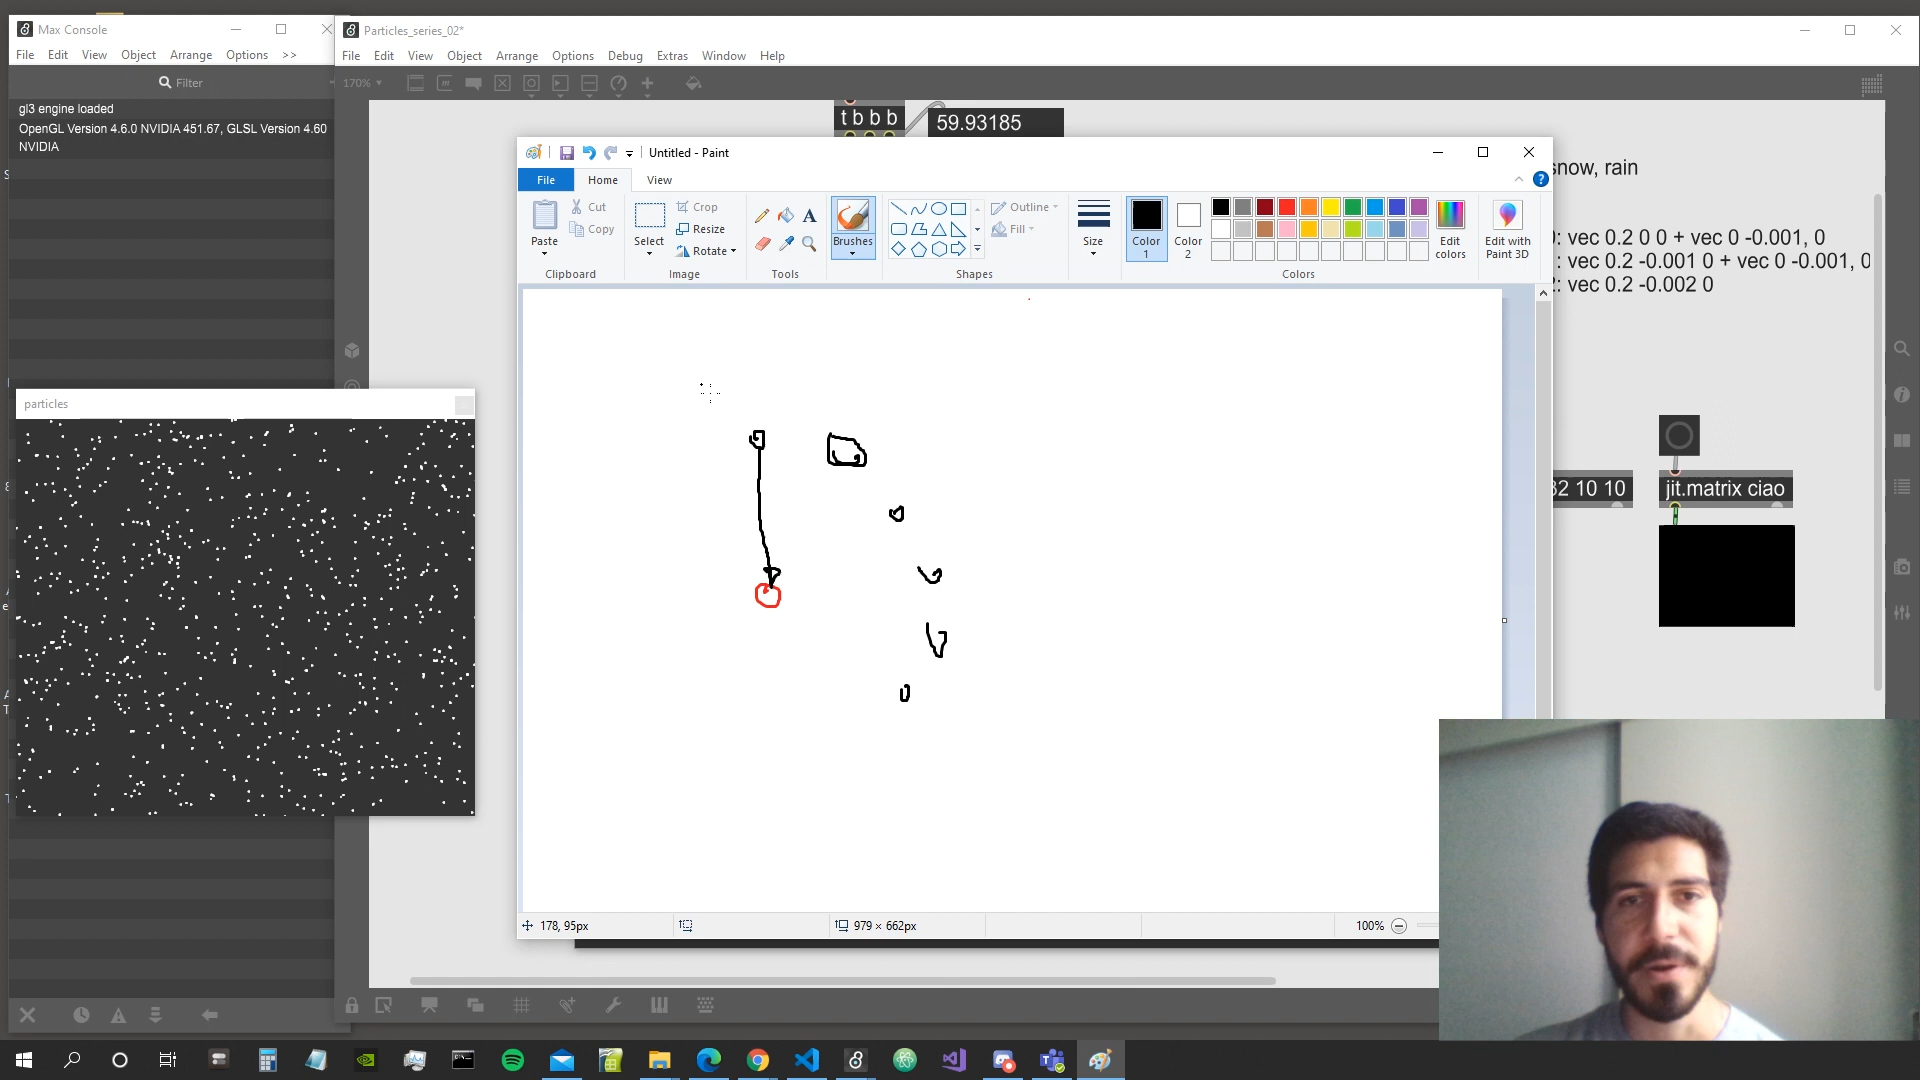 Max Console
File Edit View Object Arrange Options >>
Filter
gl3 engine loaded
OpenGL Version 4.6.0 NVIDIA 451.67, GLSL Version 4.60
NVIDIA
particles
Particles_series_02*
File Edit View Object Arrange Options Debug Extras Window Help
170%
t b b b
59.93185
Untitled - Paint
File Home View
Paste
Cut
Copy
Clipboard
Select
Crop
Resize
Rotate
Image
A
Tools
Brushes
Outline
Fill
Shapes
Size
Color
1
Color
2
Edit
colors
Edit with
Paint 3D
Colors
178, 95px
979 × 662px
100%
snow, rain
: vec 0.2 0 0 + vec 0 -0.001, 0
: vec 0.2 -0.001 0 + vec 0 -0.001, 0
: vec 0.2 -0.002 0
32 10 10
jit.matrix ciao